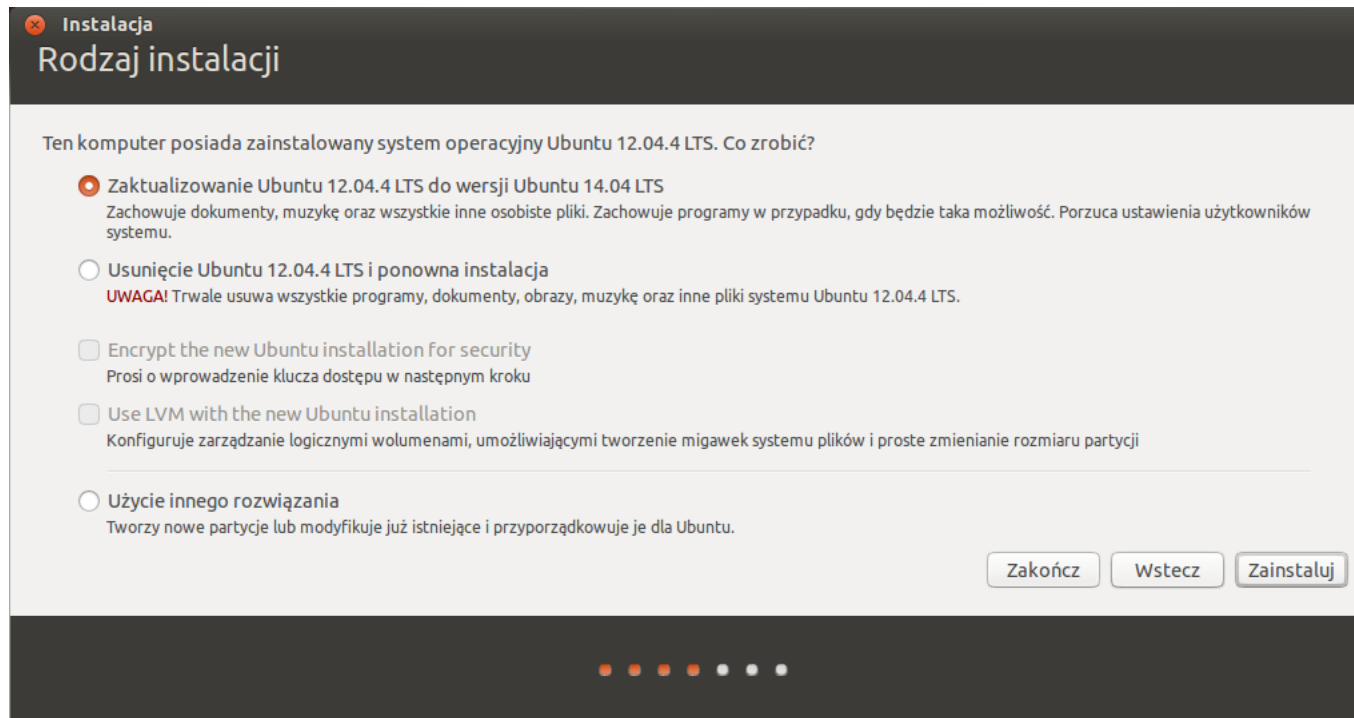 Instalacja
Rodzaj instalacji
Ten komputer posiada zainstalowany system operacyjny Ubuntu 12.04.4 LTS. Co zrobić?
Zaktualizowanie Ubuntu 12.04.4 LTS do wersji Ubuntu 14.04 LTS
Zachowuje dokumenty, muzykę oraz wszystkie inne osobiste pliki. Zachowuje programy w przypadku, gdy będzie taka możliwość. Porzuca ustawienia użytkowników
systemu.
Usunięcie Ubuntu 12.04.4 LTS i ponowna instalacja
UWAGA! Trwale usuwa wszystkie programy, dokumenty, obrazy, muzykę oraz inne pliki systemu Ubuntu 12.04.4 LTS.
Encrypt the new Ubuntu installation for security
Prosi o wprowadzenie klucza dostępu w następnym kroku
Use LVM with the new Ubuntu installation
Konfiguruje zarządzanie logicznymi wolumenami, umożliwiającymi tworzenie migawek systemu plików i proste zmienianie rozmiaru partycji
Użycie innego rozwiązania
Tworzy nowe partycje lub modyfikuje już istniejące i przyporządkowuje je dla Ubuntu.
Zakończ Wstecz Zainstaluj